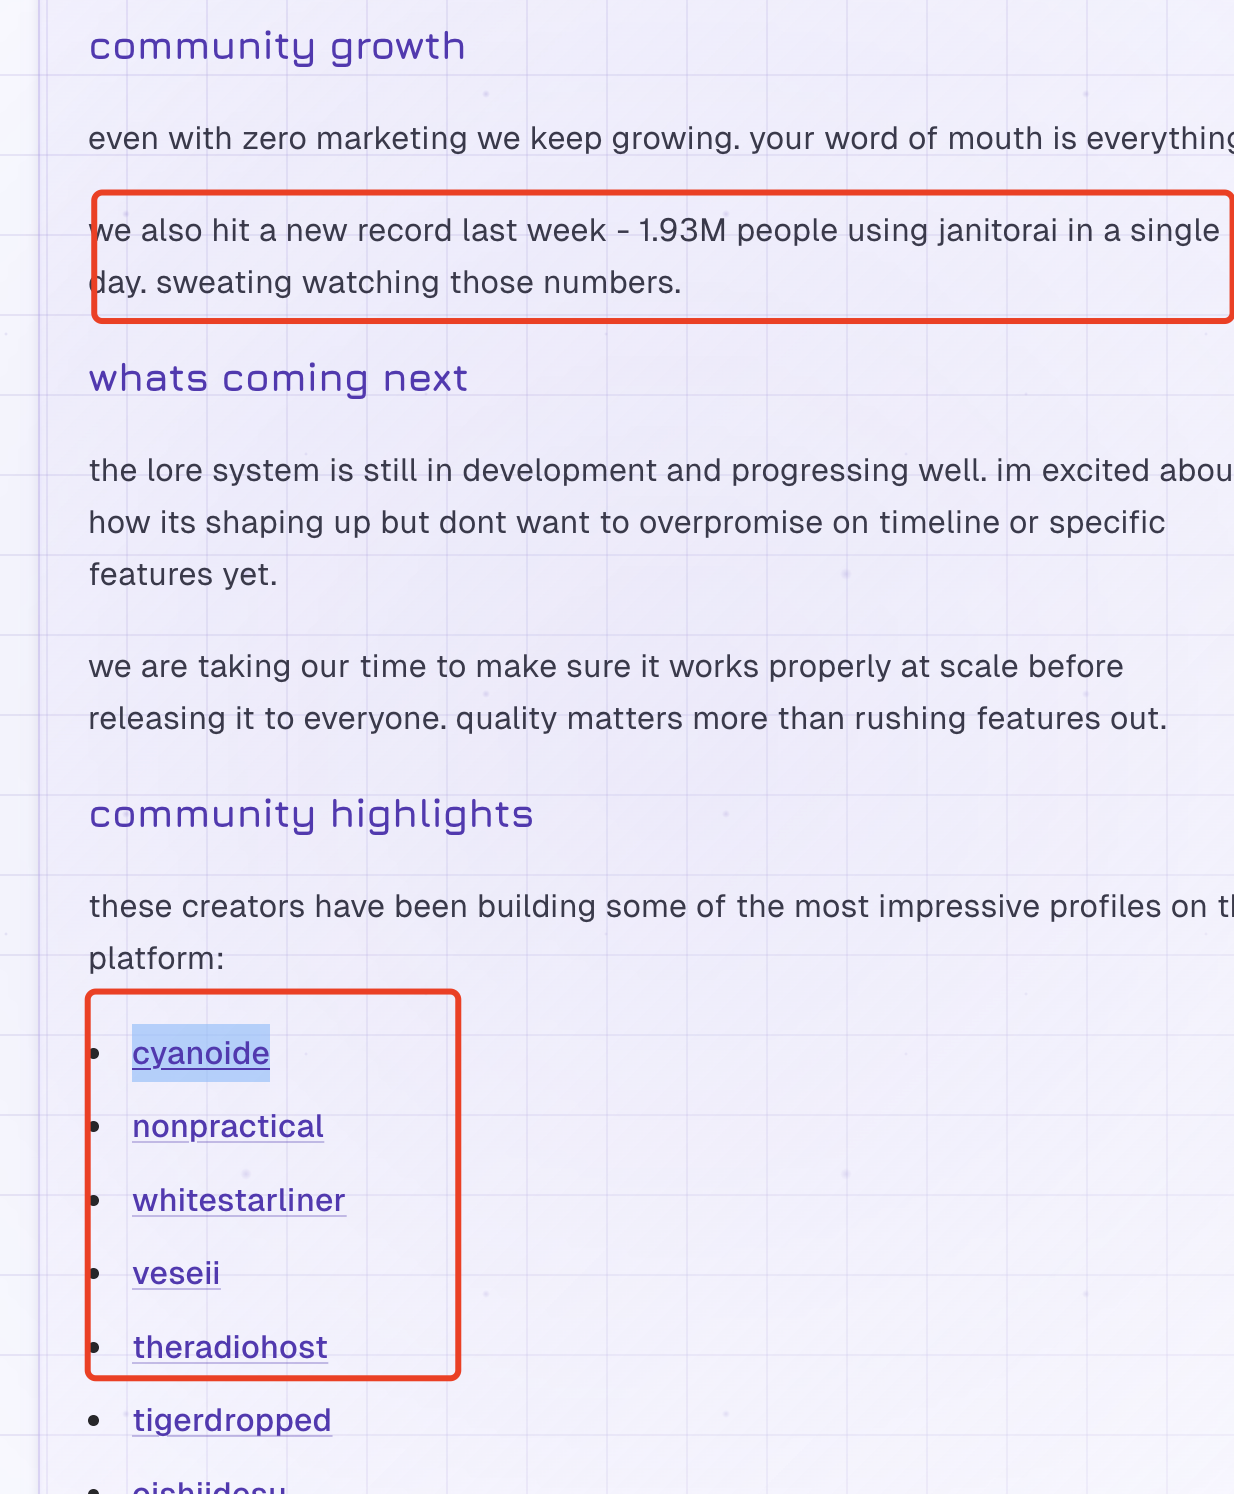 community growth
even with zero marketing we keep growing. your word of mouth is everything
we also hit a new record last week - 1.93M people using janitorai in a single
day. sweating watching those numbers.
whats coming next
the lore system is still in development and progressing well. im excited abou
how its shaping up but dont want to overpromise on timeline or specific
features yet.
we are taking our time to make sure it works properly at scale before
releasing it to everyone. quality matters more than rushing features out.
community highlights
these creators have been building some of the most impressive profiles on th
platform:
cyanoide
nonpractical
whitestarliner
veseii
theradiohost
tigerdropped